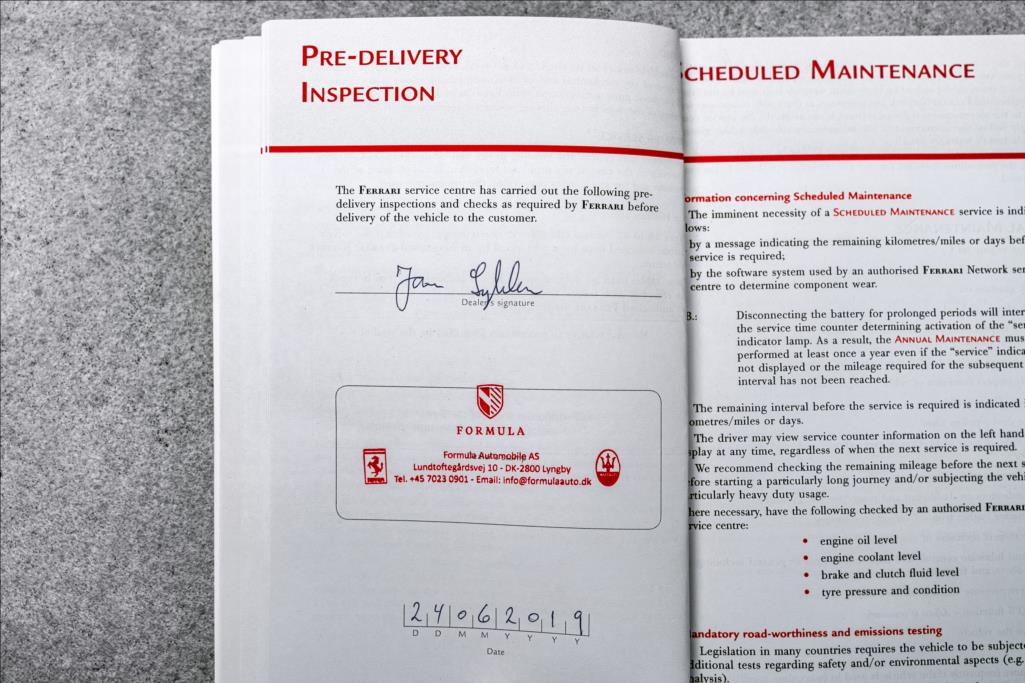 PRE-DELIVERY
INSPECTION
The FERRARI service centre has carried out the following pre-
delivery inspections and checks as required by FERRARI before
delivery of the vehicle to the customer.
Dealer's signature
FORMULA
Formula Automobile AS
Lundtoftegårdsvej 10 - DK-2800 Lyngby
Tel. +45 7023 0901 - Email: info@formulaauto.dk
24062019
D D M M Y Y Y Y
Date
CHEDULED MAINTENANCE
ormation concerning Scheduled Maintenance
The imminent necessity of a SCHEDULED MAINTENANCE service is indi
lows:
by a message indicating the remaining kilometres/miles or days bef
service is required;
by the software system used by an authorised FERRARI Network ser
centre to determine component wear.
B.:
Disconnecting the battery for prolonged periods will inter
the service time counter determining activation of the "se
indicator lamp. As a result, the ANNUAL MAINTENANCE mus
performed at least once a year even if the "service" indica
not displayed or the mileage required for the subsequent
interval has not been reached.
The remaining interval before the service is required is indicated
ometres/miles or days.
The driver may view service counter information on the left hand
splay at any time, regardless of when the next service is required.
We recommend checking the remaining mileage before the next s
efore starting a particularly long journey and/or subjecting the vehi
rticularly heavy duty usage.
here necessary, have the following checked by an authorised FERRARI
rvice centre:
• engine oil level
• engine coolant level
• brake and clutch fluid level
• tyre pressure and condition
andatory road-worthiness and emissions testing
Legislation in many countries requires the vehicle to be subjecte
dditional tests regarding safety and/or environmental aspects (e.g.
nalysis).